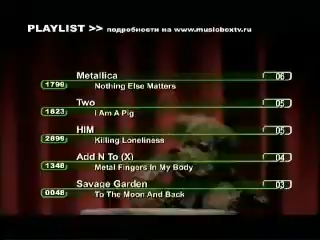 PLAYLIST >> подробности на www.musicboxtv.ru
Metallica 06
1799 Nothing Else Matters
Two 05
1623 I Am A Pig
HIM 05
2899 Killing Loneliness
Add N To (X) 04
1348 Metal Fingers In My Body
Savage Garden 03
0048 To The Moon And Back